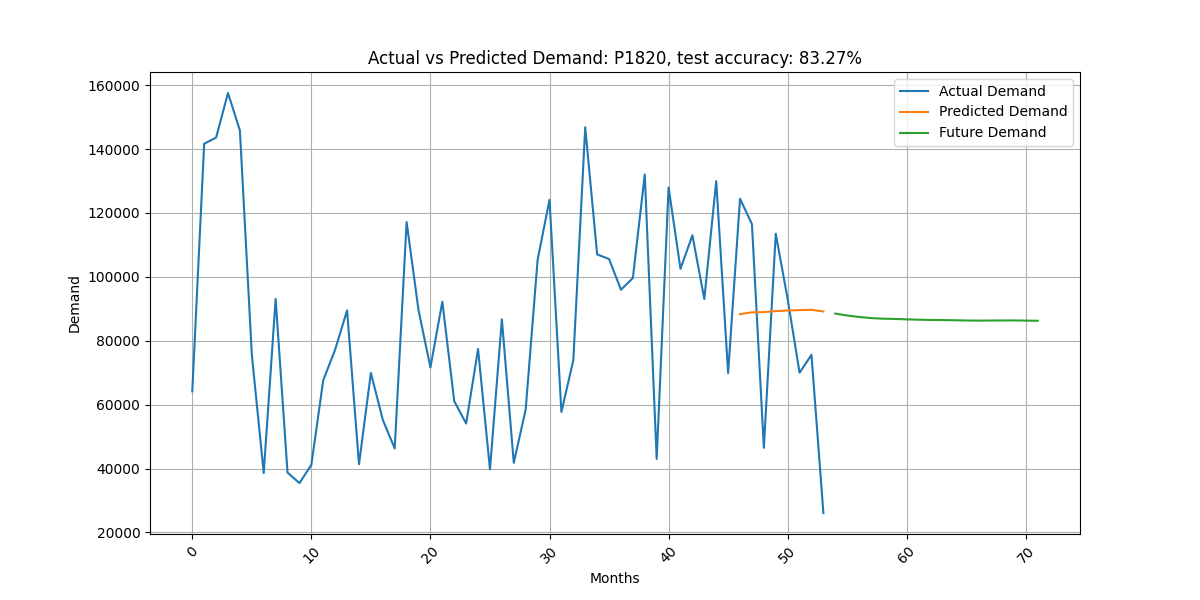 Actual vs Predicted Demand: P1820, test accuracy: 83.27%
Actual Demand
Predicted Demand
Future Demand
Demand
160000
140000
120000
100000
80000
60000
40000
20000
0
10
20
30
40
50
60
70
Months